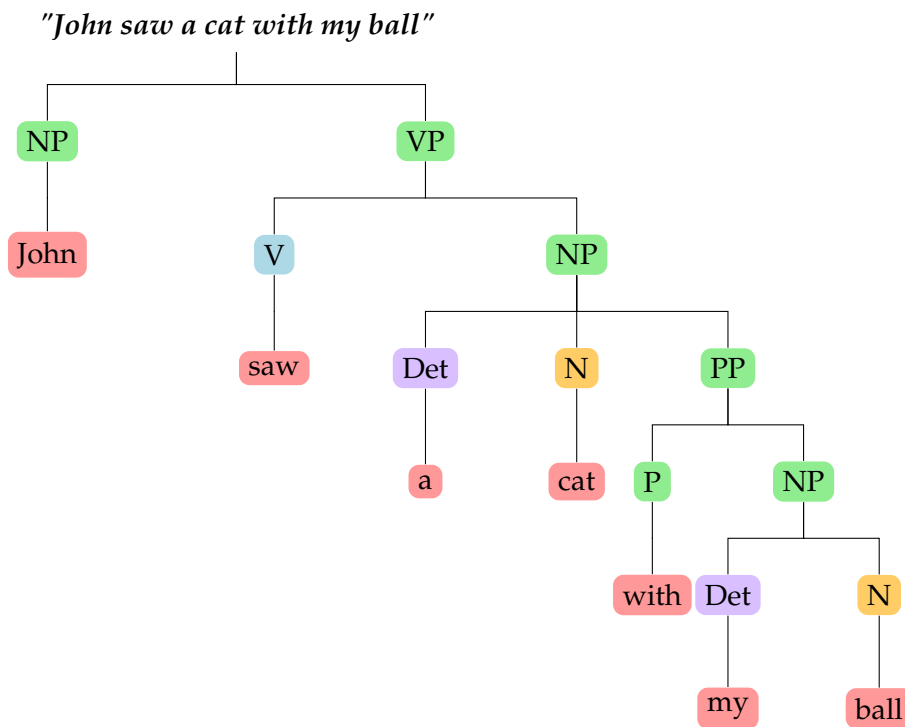 "John saw a cat with my ball"
NP VP
John V NP
saw Det N PP
a cat P NP
with Det N
my ball